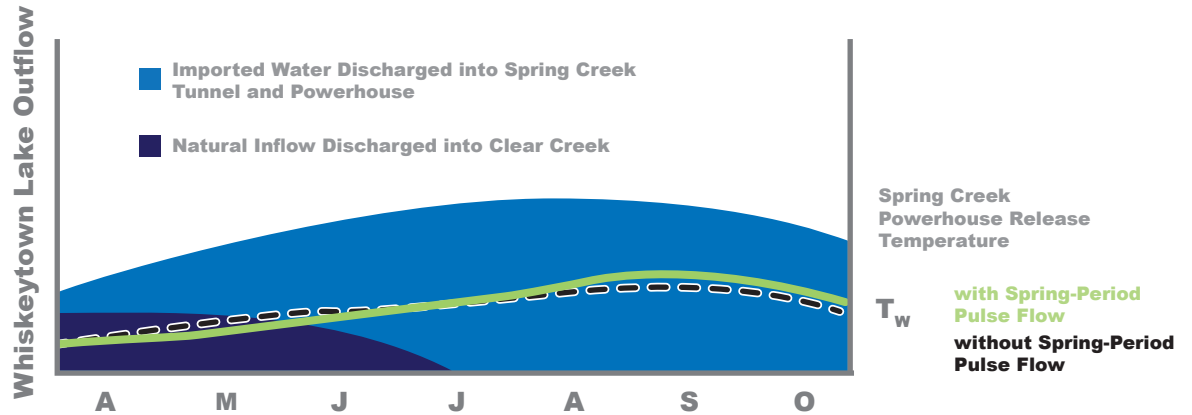 Whiskeytown Lake Outflow
Imported Water Discharged into Spring Creek
Tunnel and Powerhouse
Natural Inflow Discharged into Clear Creek
Spring Creek
Powerhouse Release
Temperature
Tw
with Spring-Period
Pulse Flow
without Spring-Period
Pulse Flow
A M J J A S O